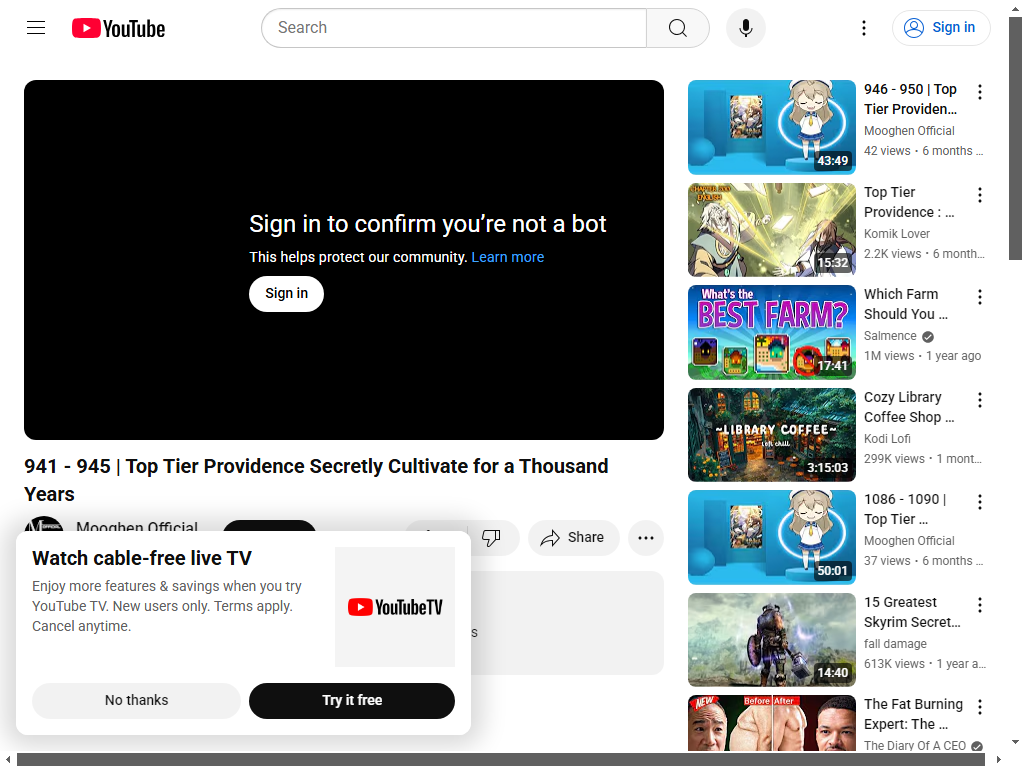 YouTube
Search
Sign in
Sign in to confirm you're not a bot
This helps protect our community. Learn more
Sign in
941 - 945 | Top Tier Providence Secretly Cultivate for a Thousand
Years
Mooghen Official
Share
s
Watch cable-free live TV
Enjoy more features & savings when you try
YouTube TV. New users only. Terms apply.
Cancel anytime.
YouTubeTV
No thanks
Try it free
43:49
946 - 950 | Top
Tier Providen...
Mooghen Official
42 views • 6 months ...
15:32
Top Tier
Providence : ...
Komik Lover
2.2K views • 6 month...
What's the
BEST FARM?
17:41
Which Farm
Should You ...
Salmence
1M views • 1 year ago
~LIBRARY COFFEE~
Lofi chill
3:15:03
Cozy Library
Coffee Shop ...
Kodi Lofi
299K views • 1 mont...
50:01
1086 - 1090 |
Top Tier ...
Mooghen Official
37 views • 6 months ...
14:40
15 Greatest
Skyrim Secret...
fall damage
613K views • 1 year a...
NEW
Before
After
The Fat Burning
Expert: The ...
The Diary Of A CEO